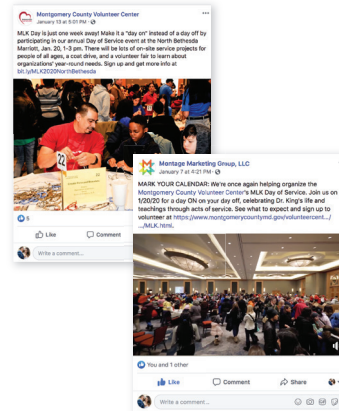 Montgomery County Volunteer Center
January 13 at 5:01 PM ·
MLK Day is just one week away! Make it a "day on" instead of a day off by
participating in our annual Day of Service event at the North Bethesda
Marriott, Jan. 20, 1-3 pm. There will be lots of on-site service projects for
people of all ages, a coat drive, and a volunteer fair to learn about
organizations' year-round needs. Sign up and get more info at
bit.ly/MLK2020NorthBethesda
22
5
Like Comment
Write a comment...
Montage Marketing Group, LLC
January 7 at 4:21 PM ·
MARK YOUR CALENDAR: We're once again helping organize the
Montgomery County Volunteer Center's MLK Day of Service. Join us on
1/20/20 for a day ON on your day off, celebrating Dr. King's life and
teachings through acts of service. See what to expect and sign up to
volunteer at https://www.montgomerycountymd.gov/volunteercent.../
.../MLK.html.
You and 1 other
Like Comment Share
Write a comment...